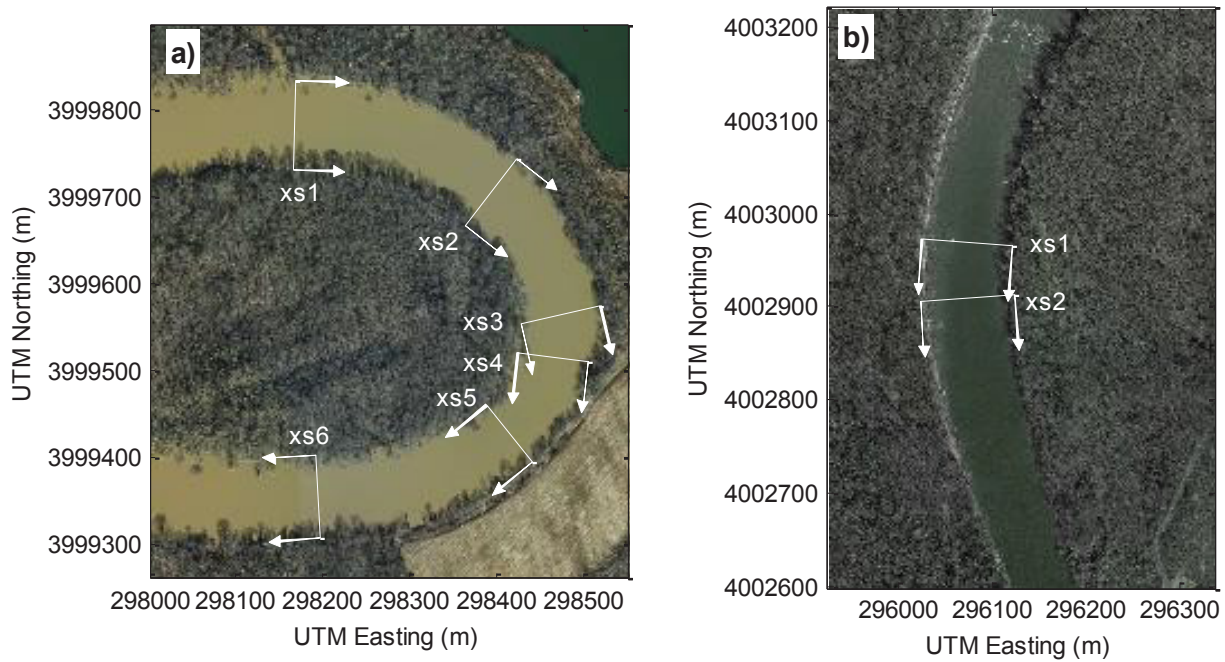 a)
UTM Northing (m)
3999800
3999700
3999600
3999500
3999400
3999300
xs1
xs2
xs3
xs4
xs5
xs6
298000 298100 298200 298300 298400 298500
UTM Easting (m)
b)
UTM Northing (m)
4003200
4003100
4003000
4002900
4002800
4002700
4002600
xs1
xs2
296000 296100 296200 296300
UTM Easting (m)